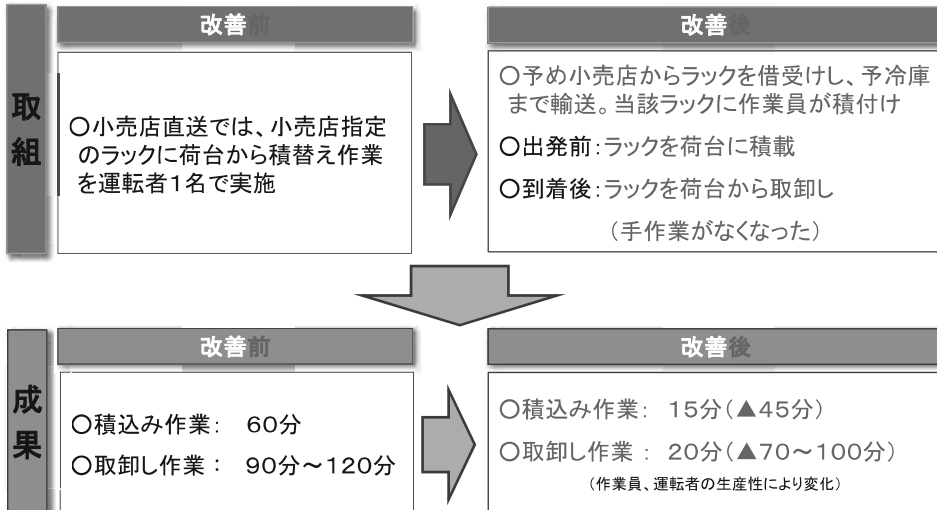 取組
改善前
○小売店直送では、小売店指定
のラックに荷台から積替え作業
を運転者1名で実施
改善後
○予め小売店からラックを借受けし、予冷庫
まで輸送。当該ラックに作業員が積付け
○出発前:ラックを荷台に積載
○到着後:ラックを荷台から取卸し
(手作業がなくなった)
成果
改善前
○積込み作業: 60分
○取卸し作業: 90分~120分
改善後
○積込み作業: 15分(▲45分)
○取卸し作業: 20分(▲70~100分)
(作業員、運転者の生産性により変化)